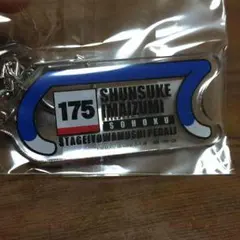 175
SHUNSUKE
IMAIZUMI
SOHOKU
STAGE[YOWAMUSHI PEDAL]